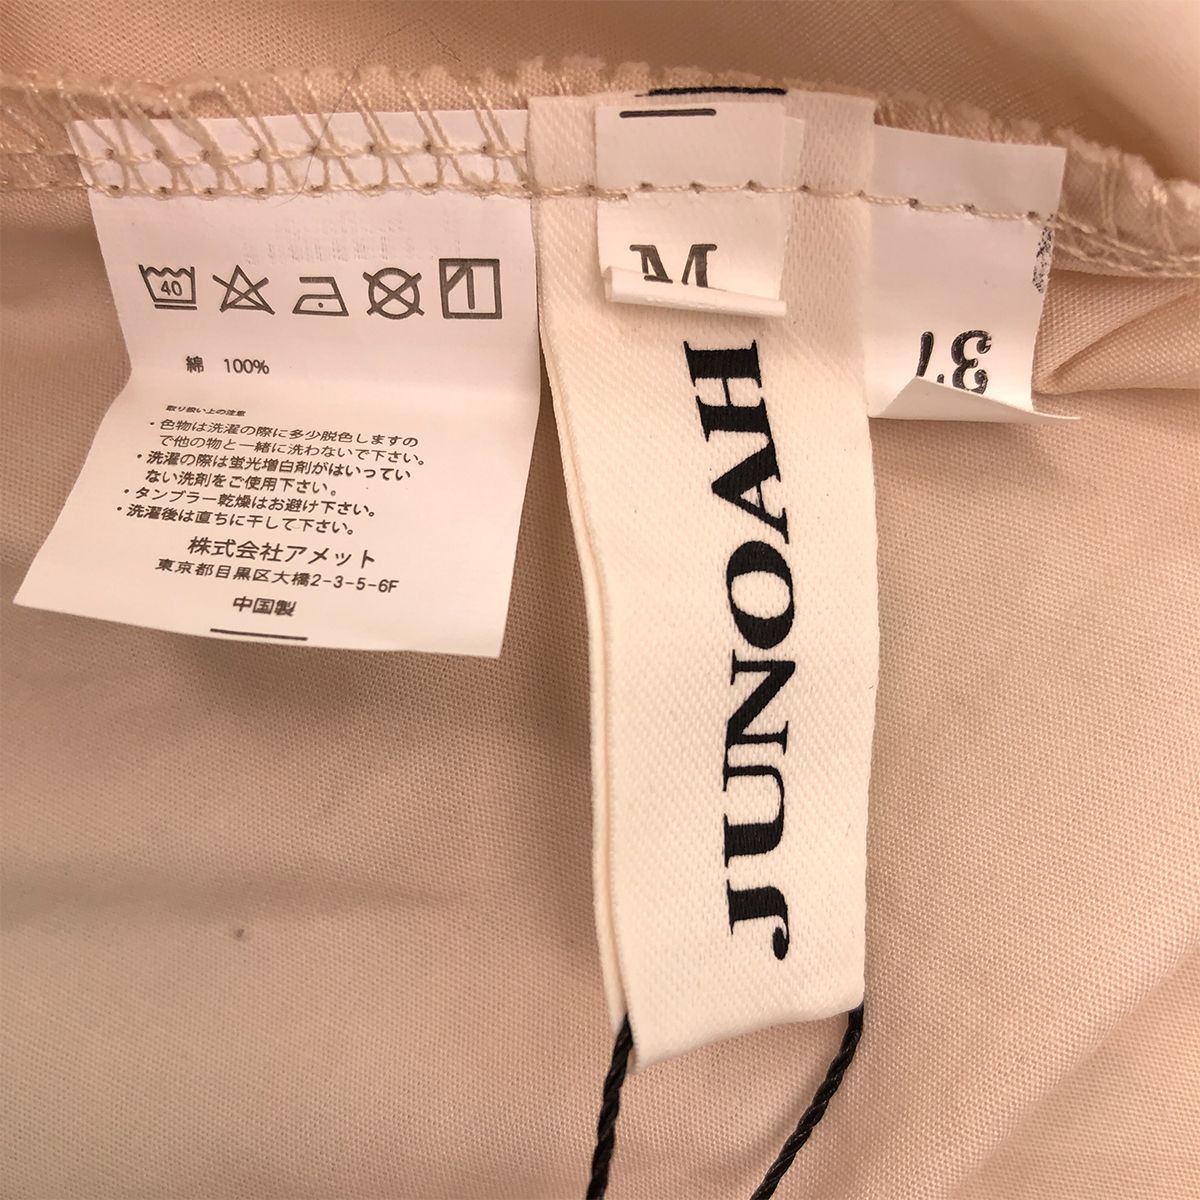 40
綿 100%
取り扱い上の注意
・色物は洗濯の際に多少脱色しますの
で他の物と一緒に洗わないで下さい。
・洗濯の際は蛍光増白剤がはいってい
ない洗剤をご使用下さい。
・タンブラー乾燥はお避け下さい。
・洗濯後は直ちに干して下さい。
株式会社アメット
東京都目黒区大橋2-3-5-6F
中国製
M
JUNOAH